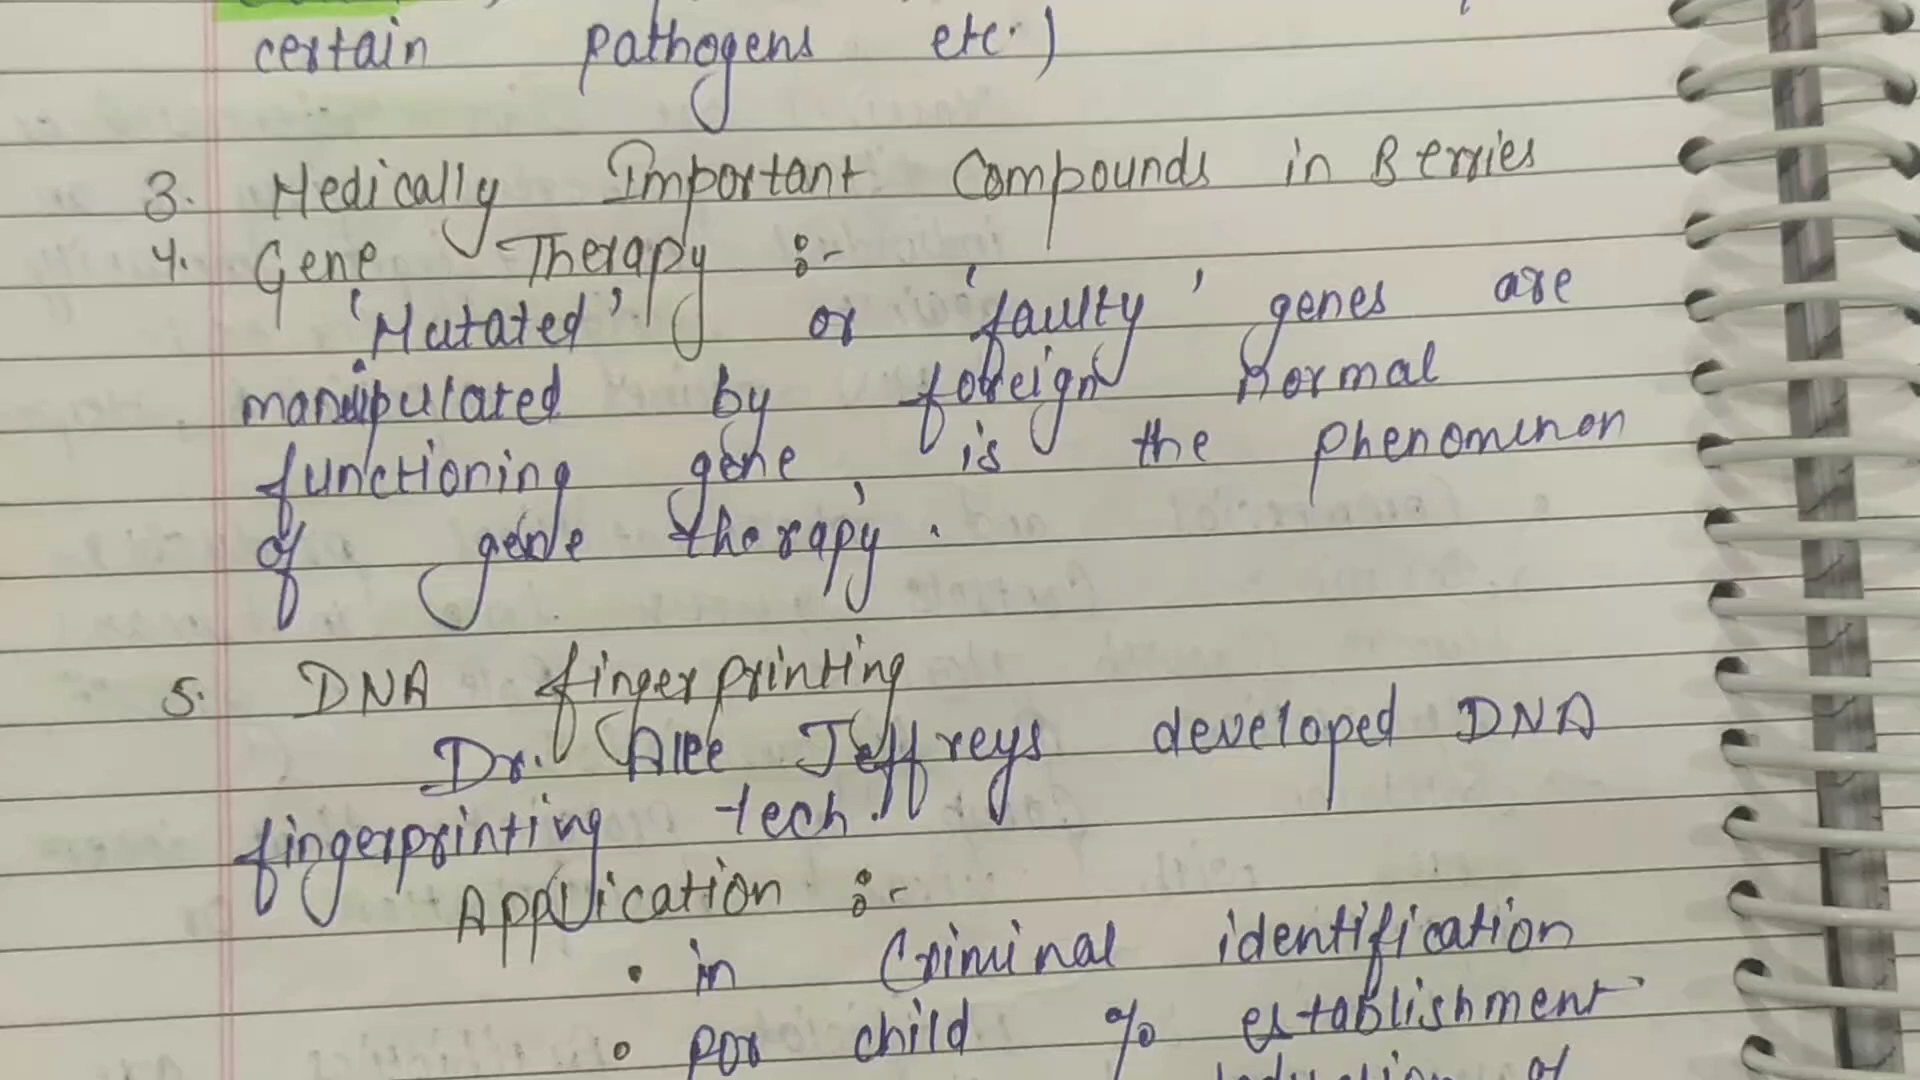 certain pathogens etc.)
3. Medically Important Compounds in Berries
4. Gene Therapy :-
'Mutated' or 'faulty' genes are
manipulated by foreign normal
functioning gene is the phenomenon
of gene therapy.
5. DNA fingerprinting
Dr. Alec Jeffreys developed DNA
fingerprinting tech.
Application :-
• in Criminal identification
• for child % establishment
of